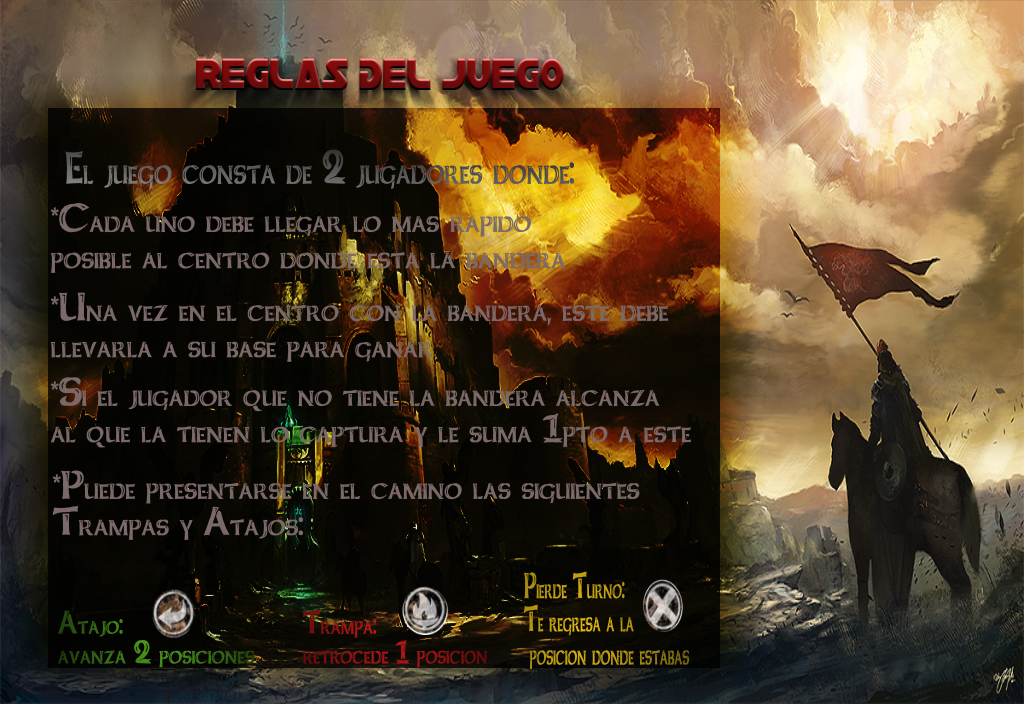 REGLAS DEL JUEGO
El juego consta de 2 jugadores donde:
*Cada uno debe llegar lo mas rapido
posible al centro donde esta la bandera
*Una vez en el centro con la bandera, este debe
llevarla a su base para ganar
*Si el jugador que no tiene la bandera alcanza
al que la tienen lo captura y le suma 1pto a este
*Puede presentarse en el camino las siguientes
Trampas y Atajos:
Atajo:
avanza 2 posiciones
Trampa:
retrocede 1 posicion
Pierde Turno:
Te regresa a la
posicion donde estabas